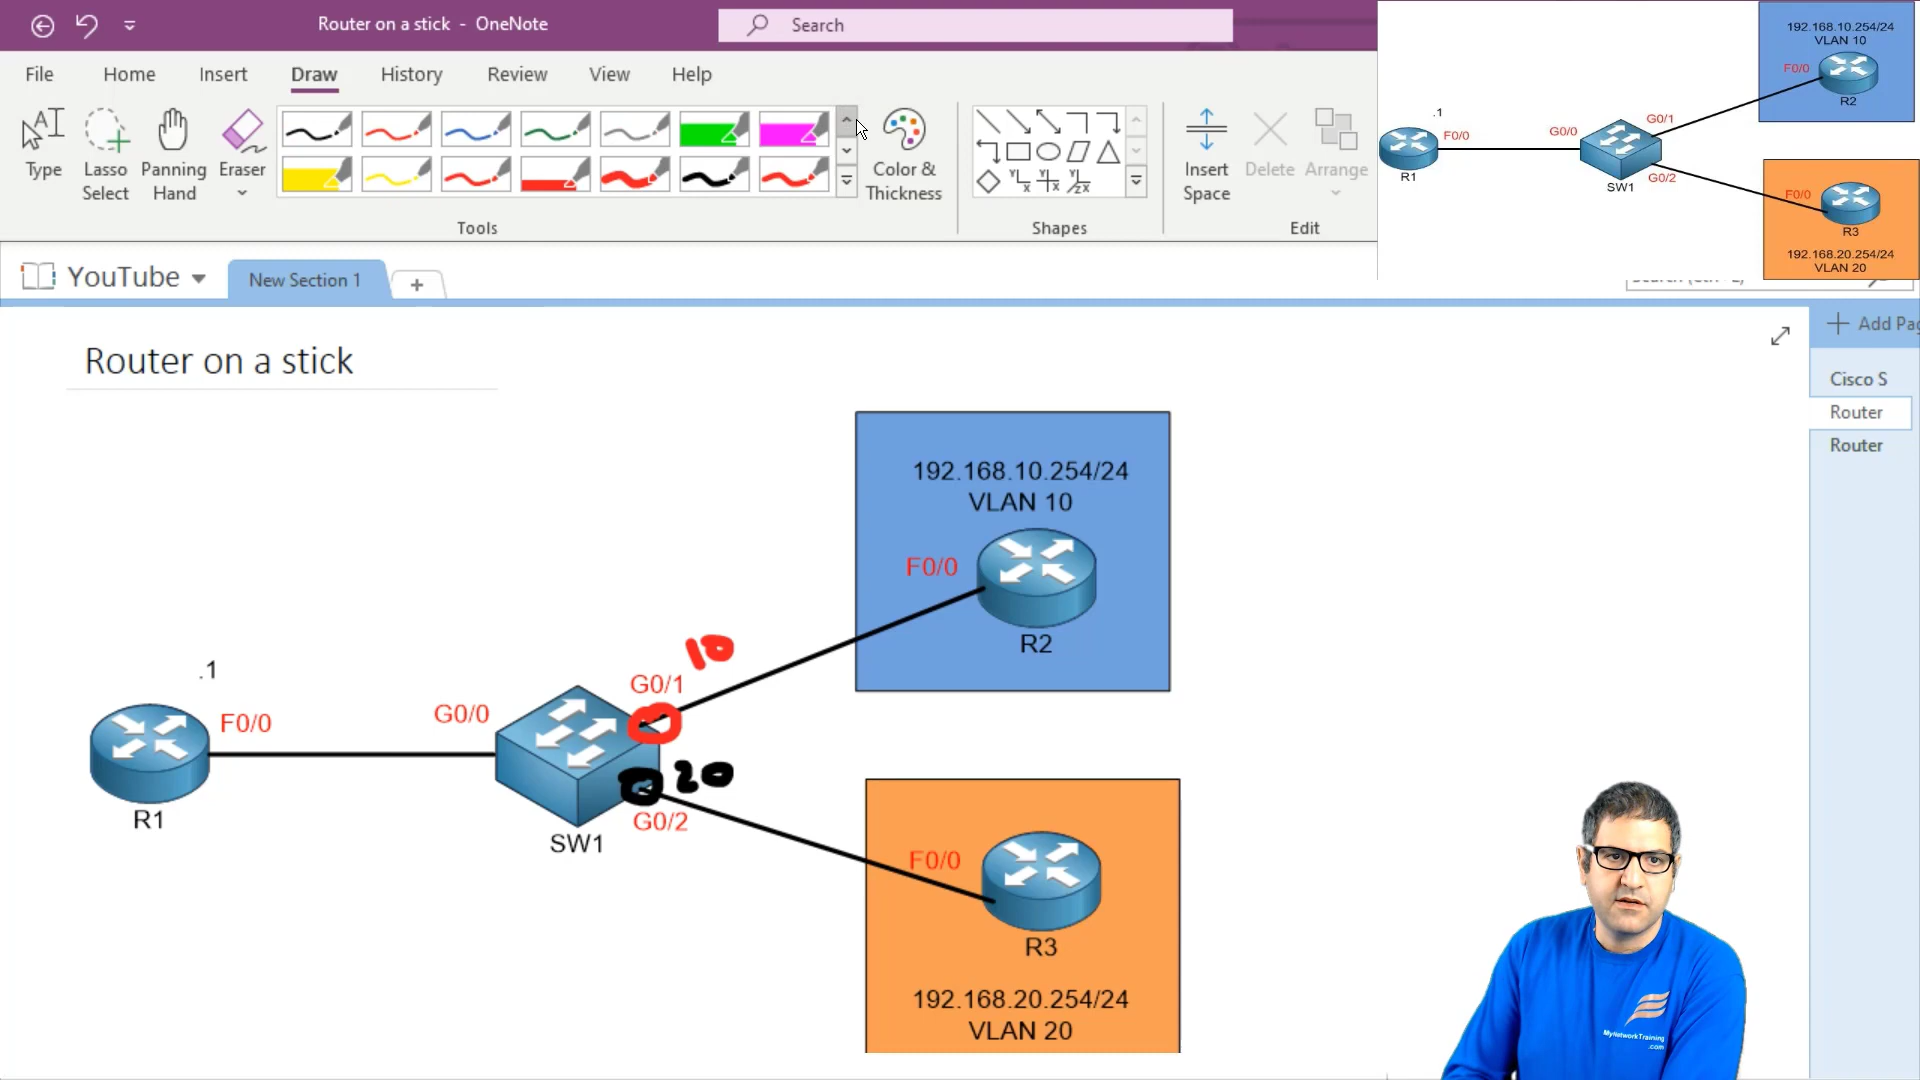 Router on a stick - OneNote
Search
File
Home
Insert
Draw
History
Review
View
Help
Type
Lasso
Select
Panning
Hand
Eraser
Color &
Thickness
Insert
Space
Delete
Arrange
Tools
Shapes
Edit
192.168.10.254/24
VLAN 10
F0/0
R2
.1
F0/0
R1
G0/0
G0/1
SW1
G0/2
F0/0
R3
192.168.20.254/24
VLAN 20
YouTube
New Section 1
Add Pag
Router on a stick
Cisco S
Router
Router
192.168.10.254/24
VLAN 10
F0/0
R2
10
G0/1
.1
F0/0
G0/0
20
G0/2
R1
SW1
F0/0
R3
192.168.20.254/24
VLAN 20
MyNetworkTraining
.com